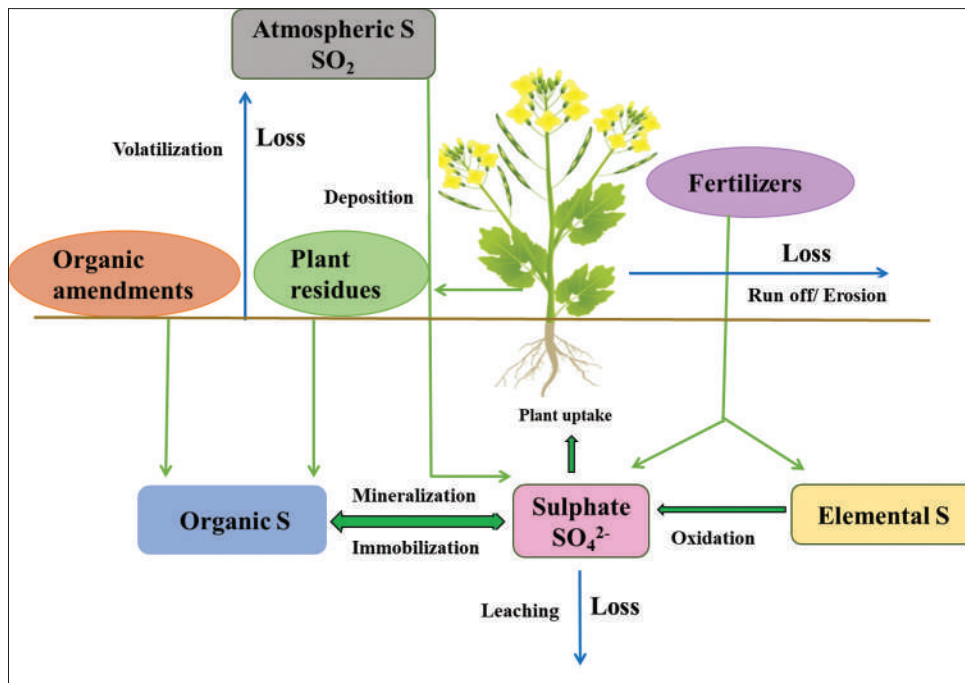 Atmospheric S
SO₂
Volatilization
Loss
Deposition
Fertilizers
Organic
amendments
Plant
residues
Loss
Run off/ Erosion
Plant uptake
Organic S
Mineralization
Immobilization
Sulphate
SO₄²⁻
Oxidation
Elemental S
Leaching
Loss